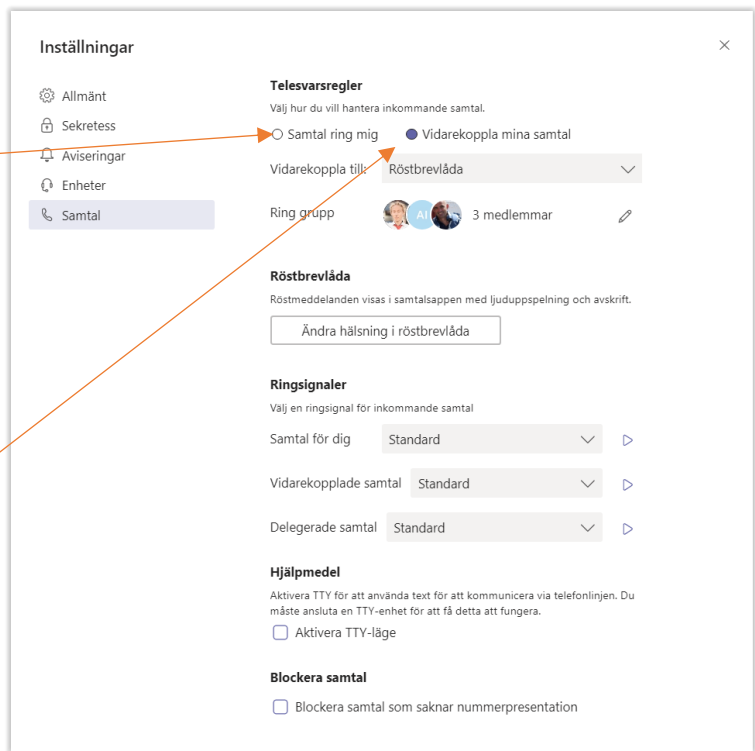 Inställningar
Allmänt
Sekretess
Aviseringar
Enheter
Samtal
Telesvarsregler
Välj hur du vill hantera inkommande samtal.
Samtal ring mig Vidarekoppla mina samtal
Vidarekoppla till: Röstbrevlåda
Ring grupp AI 3 medlemmar
Röstbrevlåda
Röstmeddelanden visas i samtalsappen med ljuduppspelning och avskrift.
Ändra hälsning i röstbrevlåda
Ringsignaler
Välj en ringsignal för inkommande samtal
Samtal för dig Standard
Vidarekopplade samtal Standard
Delegerade samtal Standard
Hjälpmedel
Aktivera TTY för att använda text för att kommunicera via telefonlinjen. Du
måste ansluta en TTY-enhet för att få detta att fungera.
Aktivera TTY-läge
Blockera samtal
Blockera samtal som saknar nummerpresentation